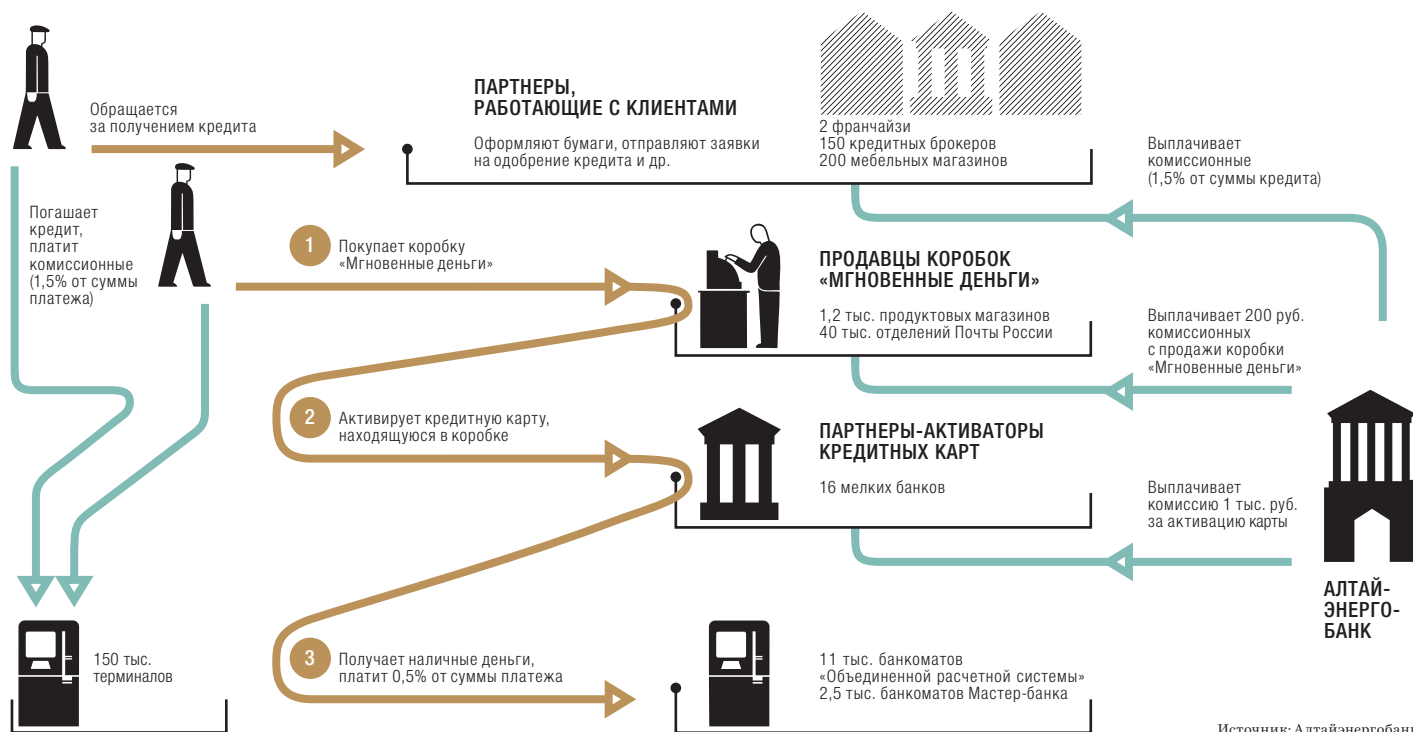 Обращается
за получением кредита
ПАРТНЕРЫ,
РАБОТАЮЩИЕ С КЛИЕНТАМИ
Оформляют бумаги, отправляют заявки
на одобрение кредита и др.
2 франчайзи
150 кредитных брокеров
200 мебельных магазинов
Выплачивает
комиссионные
(1,5% от суммы кредита)
Погашает
кредит,
платит
комиссионные
(1,5% от суммы
платежа)
1
Покупает коробку
«Мгновенные деньги»
ПРОДАВЦЫ КОРОБОК
«МГНОВЕННЫЕ ДЕНЬГИ»
1,2 тыс. продуктовых магазинов
40 тыс. отделений Почты России
Выплачивает 200 руб.
комиссионных
с продажи коробки
«Мгновенные деньги»
2
Активирует кредитную карту,
находящуюся в коробке
ПАРТНЕРЫ-АКТИВАТОРЫ
КРЕДИТНЫХ КАРТ
16 мелких банков
Выплачивает
комиссию 1 тыс. руб.
за активацию карты
АЛТАЙ-
ЭНЕРГО-
БАНК
150 тыс.
терминалов
3
Получает наличные деньги,
платит 0,5% от суммы платежа
11 тыс. банкоматов
«Объединенной расчетной системы»
2,5 тыс. банкоматов Мастер-банка
Источник: Алтайэнергобанк